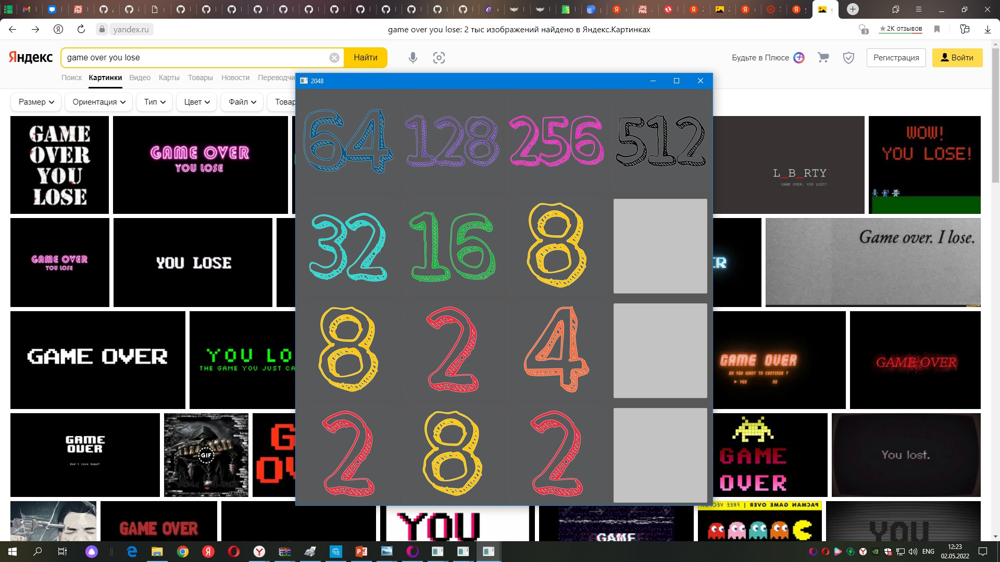 yandex.ru
game over you lose: 2 тыс изображений найдено в Яндекс.Картинках
3
★2K отзывов
Яндекс
game over you lose
Найти
Будьте в Плюсе
Регистрация
Войти
Поиск
Картинки
Видео
Карты
Товары
Новости
Переводчи
Размер
Ориентация
Тип
Цвет
Файл
Товар
2048
64
128
256
512
32
16
8
8
2
4
2
8
2
GAME
OVER
YOU
LOSE
GAME OVER
YOU LOSE
L_B_RTY
GAME OVER. YOU LOST!
WOW!
YOU LOSE!
GAME OVER
YOU LOSE
YOU LOSE
ER
Game over. I lose.
GAME OVER
YOU LO
THE GAME YOU JUST CA
GAME OVER
DO YOU WANT TO CONTINUE ?
▶ YES
NO
GAME OVER
GAME
OVER
Don't lose hope!
GIF
G
OV
GAME
OVER
You lost.
GAME OVER
YOU
GAME
PACMAN GAME OVER | FREE VECTOR
YOU
ENG
12:23
02.05.2022